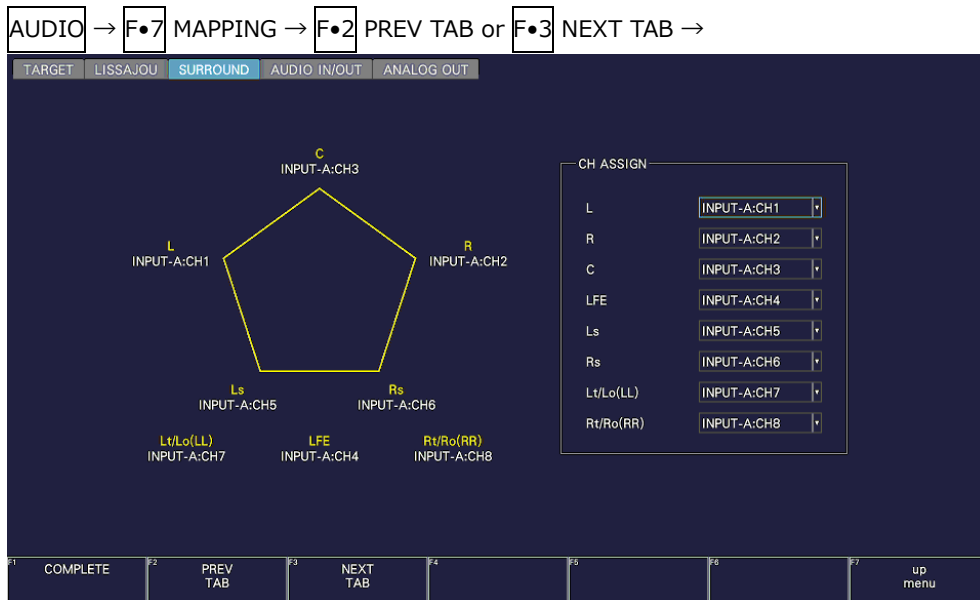 AUDIO → F•7 MAPPING → F•2 PREV TAB or F•3 NEXT TAB →
TARGET LISSAJOU SURROUND AUDIO IN/OUT ANALOG OUT
C
INPUT-A:CH3
L
INPUT-A:CH1
R
INPUT-A:CH2
Ls
INPUT-A:CH5
Rs
INPUT-A:CH6
Lt/Lo(LL)
INPUT-A:CH7
LFE
INPUT-A:CH4
Rt/Ro(RR)
INPUT-A:CH8
CH ASSIGN
L INPUT-A:CH1
R INPUT-A:CH2
C INPUT-A:CH3
LFE INPUT-A:CH4
Ls INPUT-A:CH5
Rs INPUT-A:CH6
Lt/Lo(LL) INPUT-A:CH7
Rt/Ro(RR) INPUT-A:CH8
F1 COMPLETE
F2 PREV
TAB
F3 NEXT
TAB
F4
F5
F6
F7 up
menu